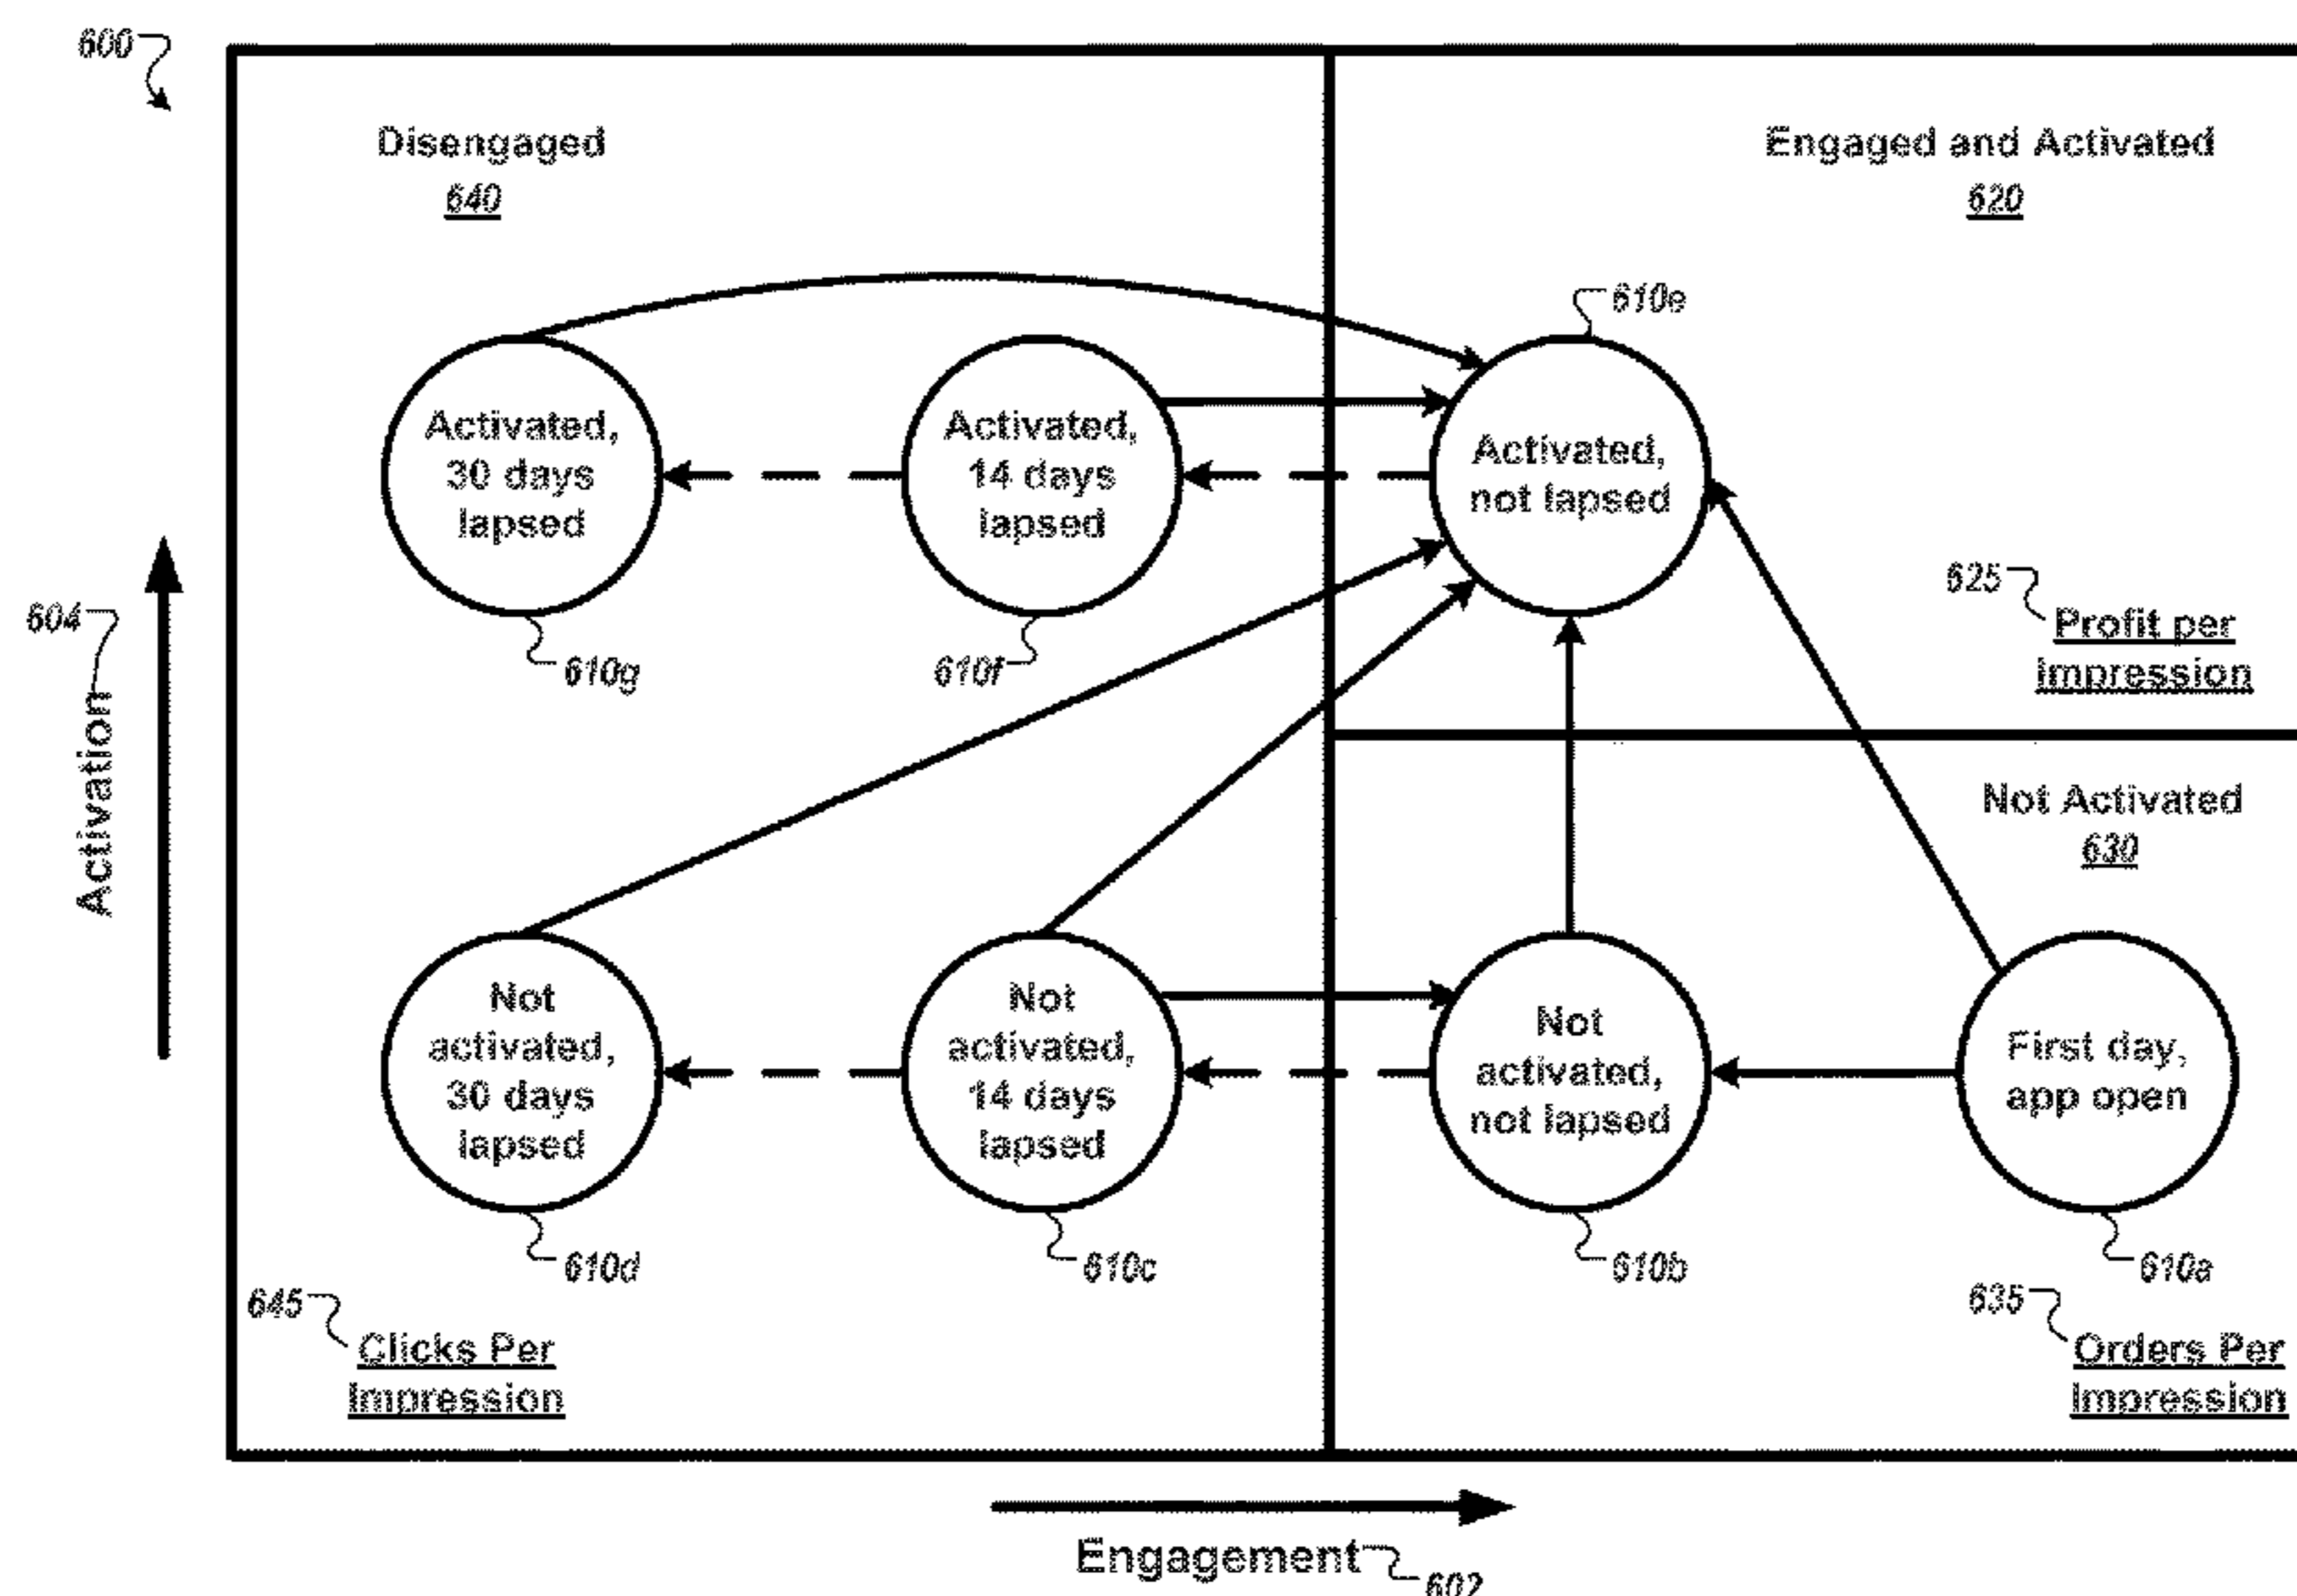 600
Disengaged
640
Engaged and Activated
620
610e
Activated,
30 days
lapsed
Activated,
14 days
lapsed
Activated,
not lapsed
610g
610f
625
Profit per
Impression
604
Activation
Not Activated
630
Not
activated,
30 days
lapsed
Not
activated,
14 days
lapsed
Not
activated,
not lapsed
First day,
app open
610d
610c
610b
610a
645
Clicks Per
Impression
635
Orders Per
Impression
Engagement
602